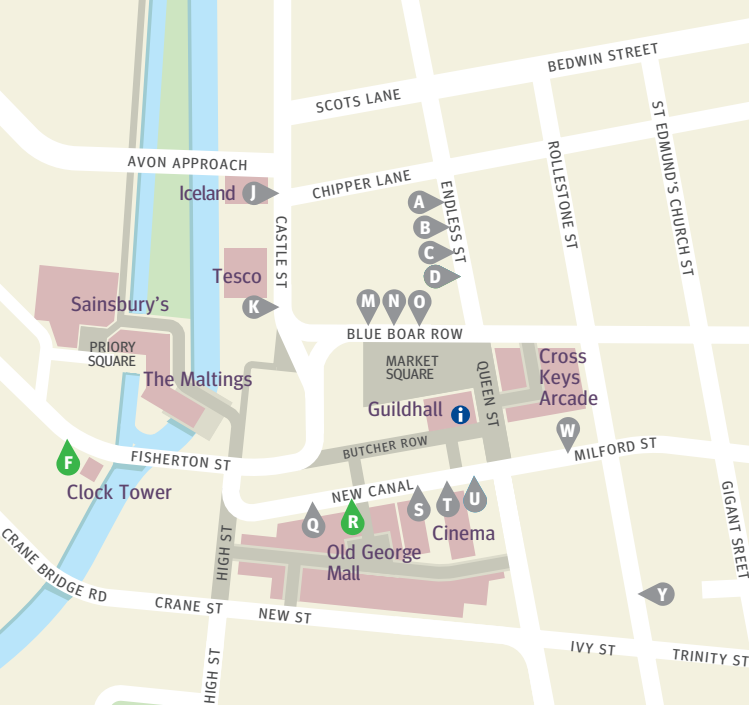 BEDWIN STREET
SCOTS LANE
ST EDMUND'S CHURCH ST
AVON APPROACH
ROLLESTONE ST
CHIPPER LANE
Iceland
J
ENDLESS ST
A
B
C
D
CASTLE ST
Tesco
K
M
N
O
Sainsbury's
BLUE BOAR ROW
PRIORY
SQUARE
MARKET
SQUARE
QUEEN ST
Cross
Keys
Arcade
The Maltings
Guildhall
i
W
BUTCHER ROW
MILFORD ST
F
FISHERTON ST
Clock Tower
NEW CANAL
GIGANT SREET
Q
R
S
T
U
Cinema
Old George
Mall
HIGH ST
CRANE BRIDGE RD
Y
CRANE ST
NEW ST
IVY ST
TRINITY ST
HIGH ST